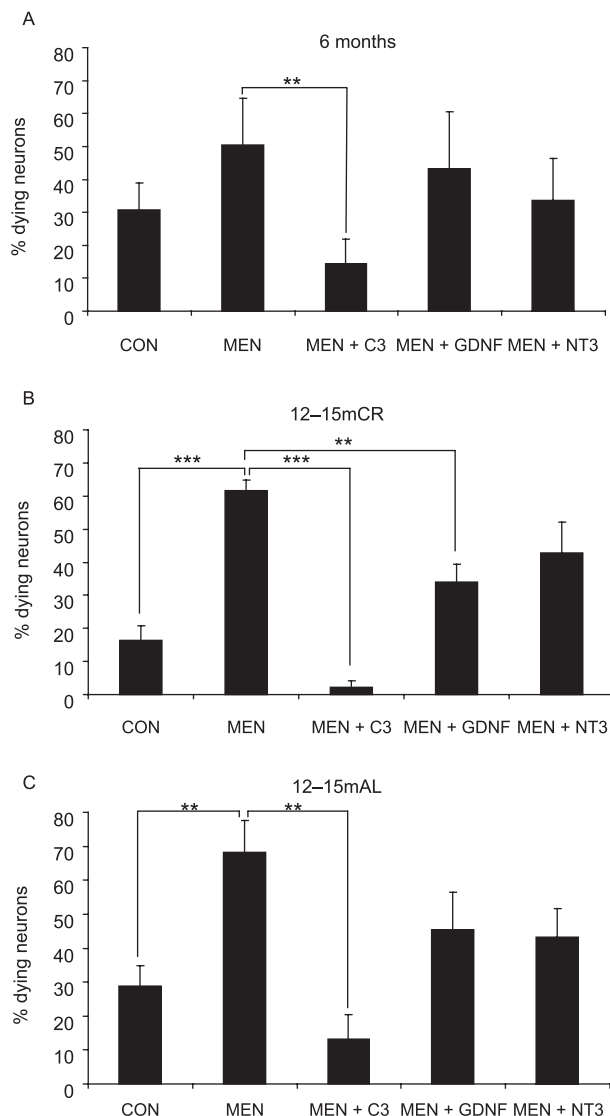 A
6 months
80
70
60
50
40
30
20
10
0
% dying neurons
**
CON MEN MEN + C3 MEN + GDNF MEN + NT3
B
12–15mCR
80
70
60
50
40
30
20
10
0
% dying neurons
**
*** ***
CON MEN MEN + C3 MEN + GDNF MEN + NT3
C
12–15mAL
80
70
60
50
40
30
20
10
0
% dying neurons
** **
CON MEN MEN + C3 MEN + GDNF MEN + NT3